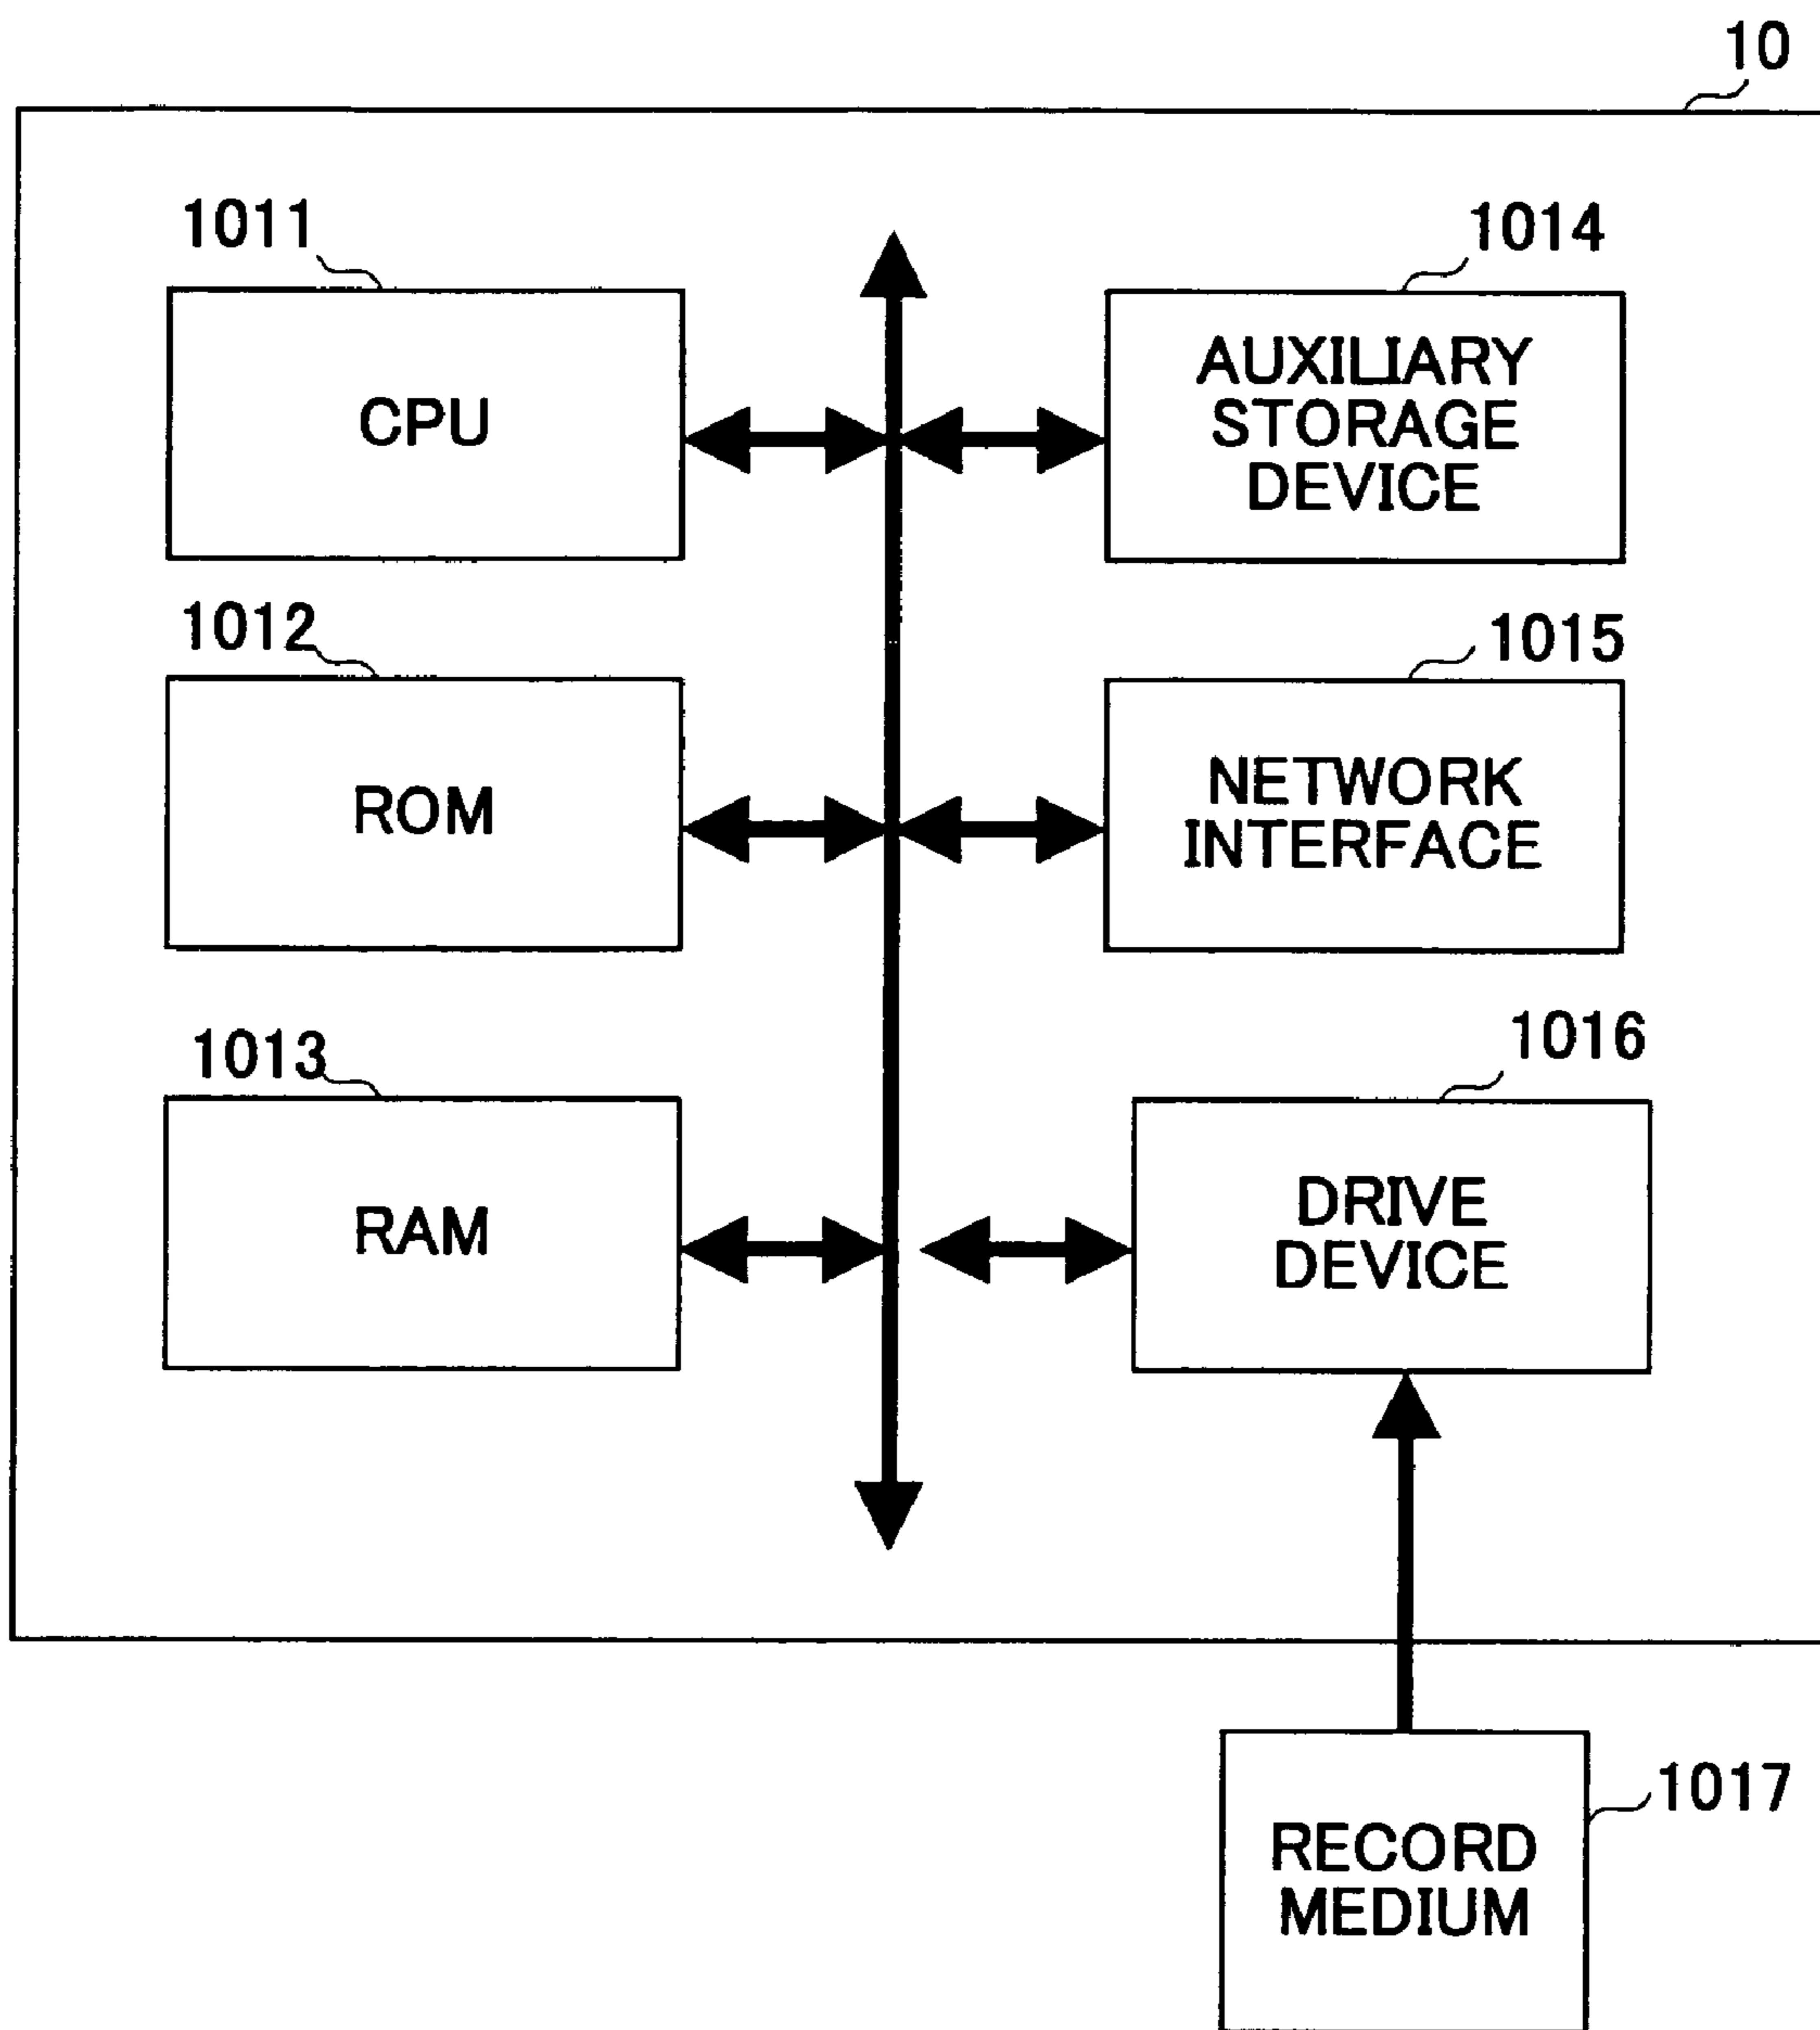 10
1011
CPU
1014
AUXILIARY
STORAGE
DEVICE
1012
ROM
1015
NETWORK
INTERFACE
1013
RAM
1016
DRIVE
DEVICE
1017
RECORD
MEDIUM